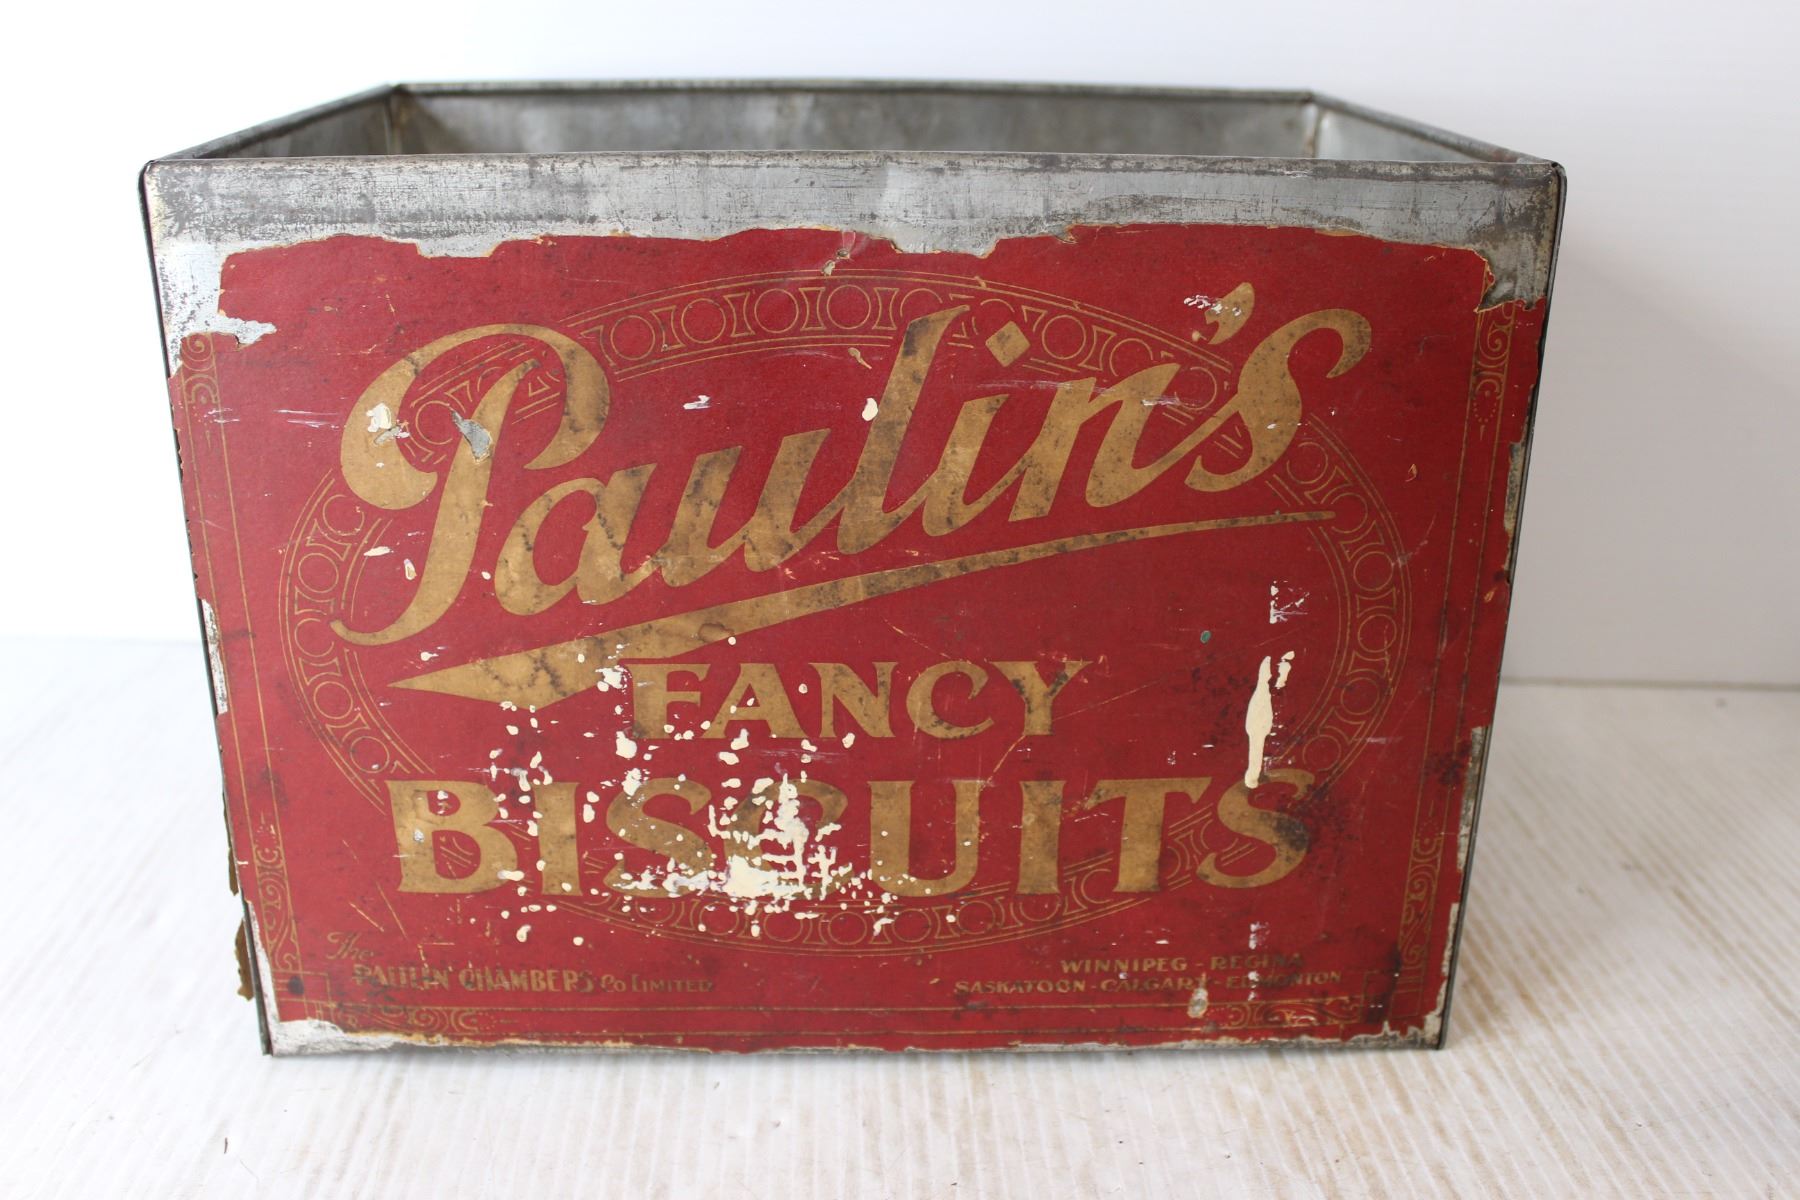 Paulin's
FANCY
BISCUITS
The
PAULIN CHAMBERS Co LIMITED
WINNIPEG - REGINA
SASKATOON - CALGARY - EDMONTON